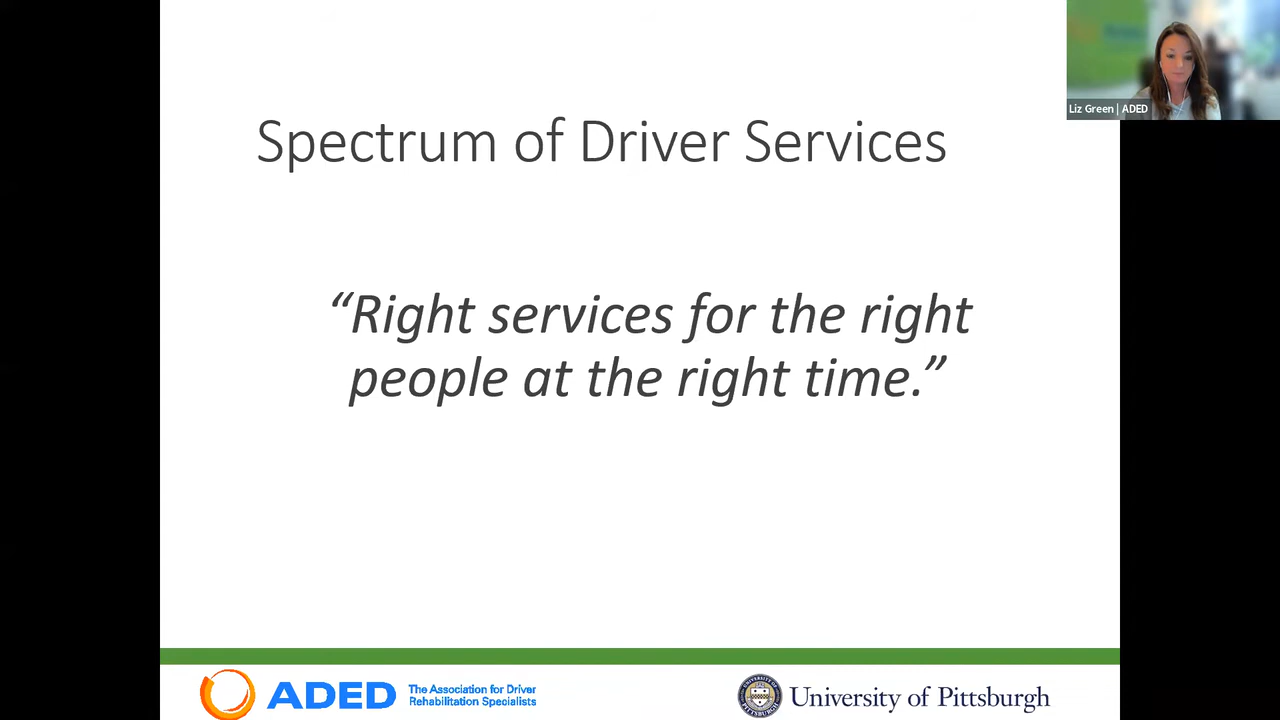 Liz Green | ADED
Spectrum of Driver Services
“Right services for the right
people at the right time.”
ADED
The Association for Driver
Rehabilitation Specialists
University of Pittsburgh